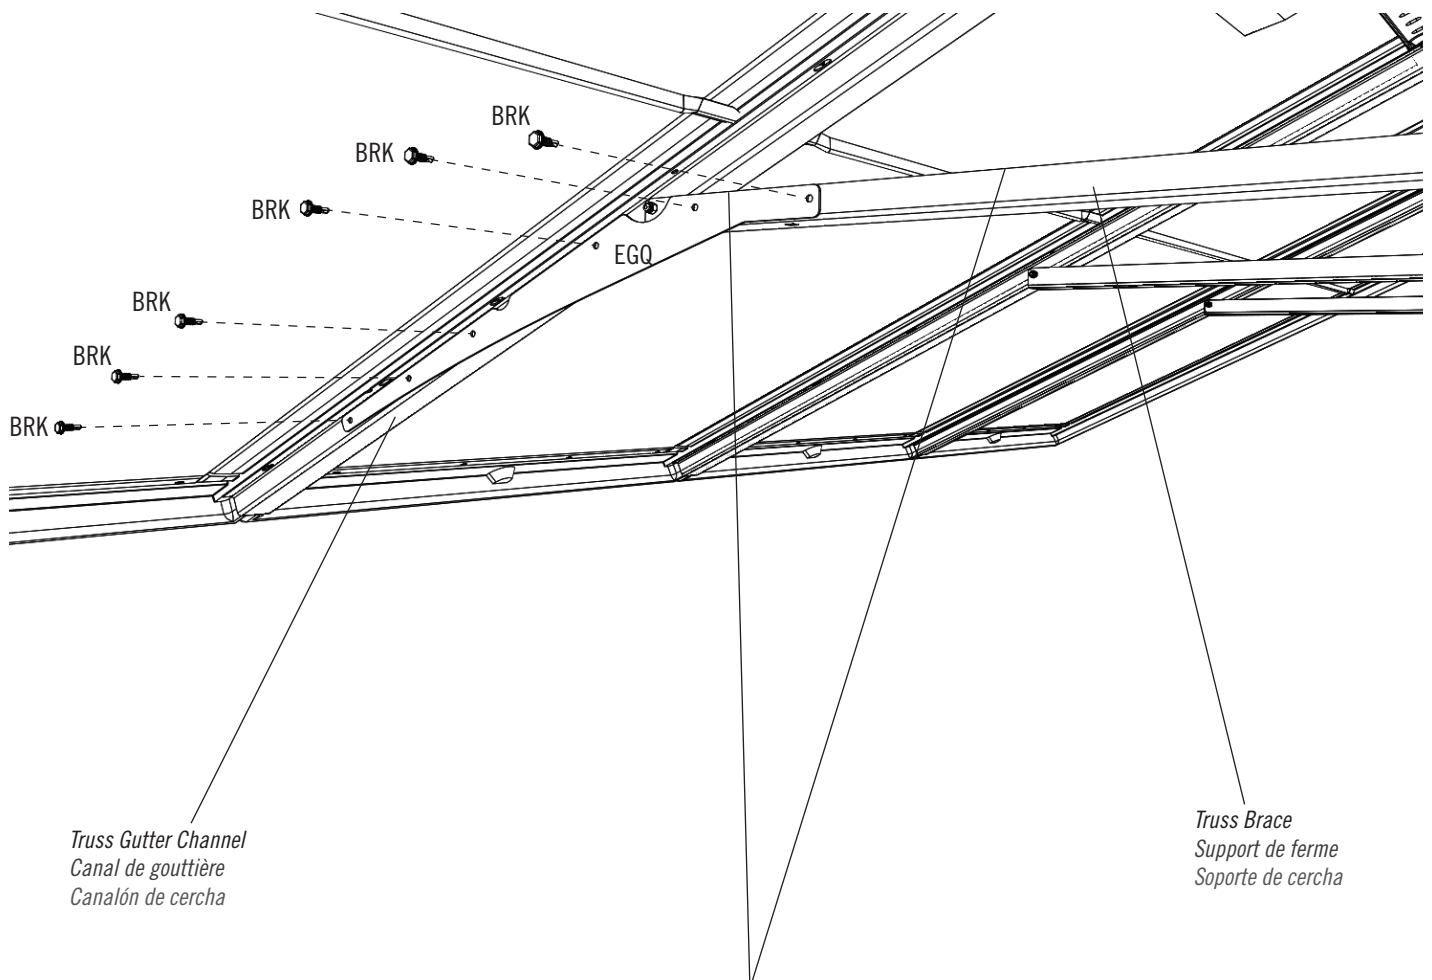 BRK
BRK
BRK
EGQ
BRK
BRK
BRK
Truss Gutter Channel
Canal de gouttière
Canalón de cercha
Truss Brace
Support de ferme
Soporte de cercha